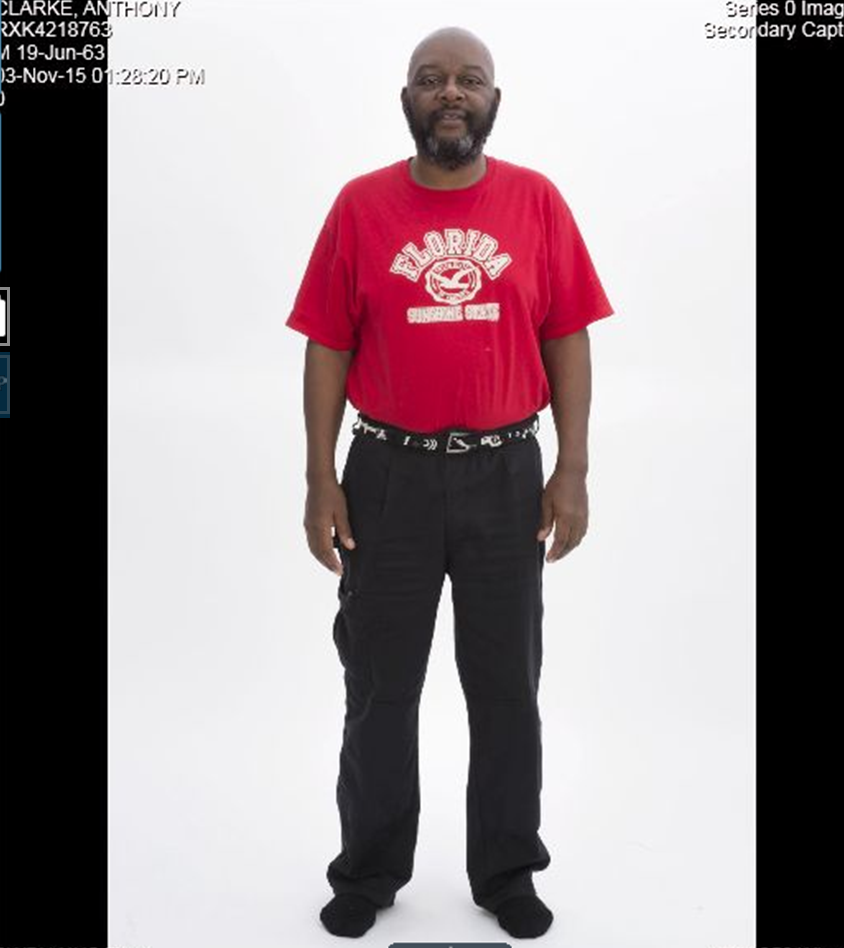 CLARKE, ANTHONY
RXK4218763
M 19-Jun-63
03-Nov-15 01:28:20 PM
0
Series 0 Imag
Secondary Capt
FLORIDA
SUNSHINE STATE